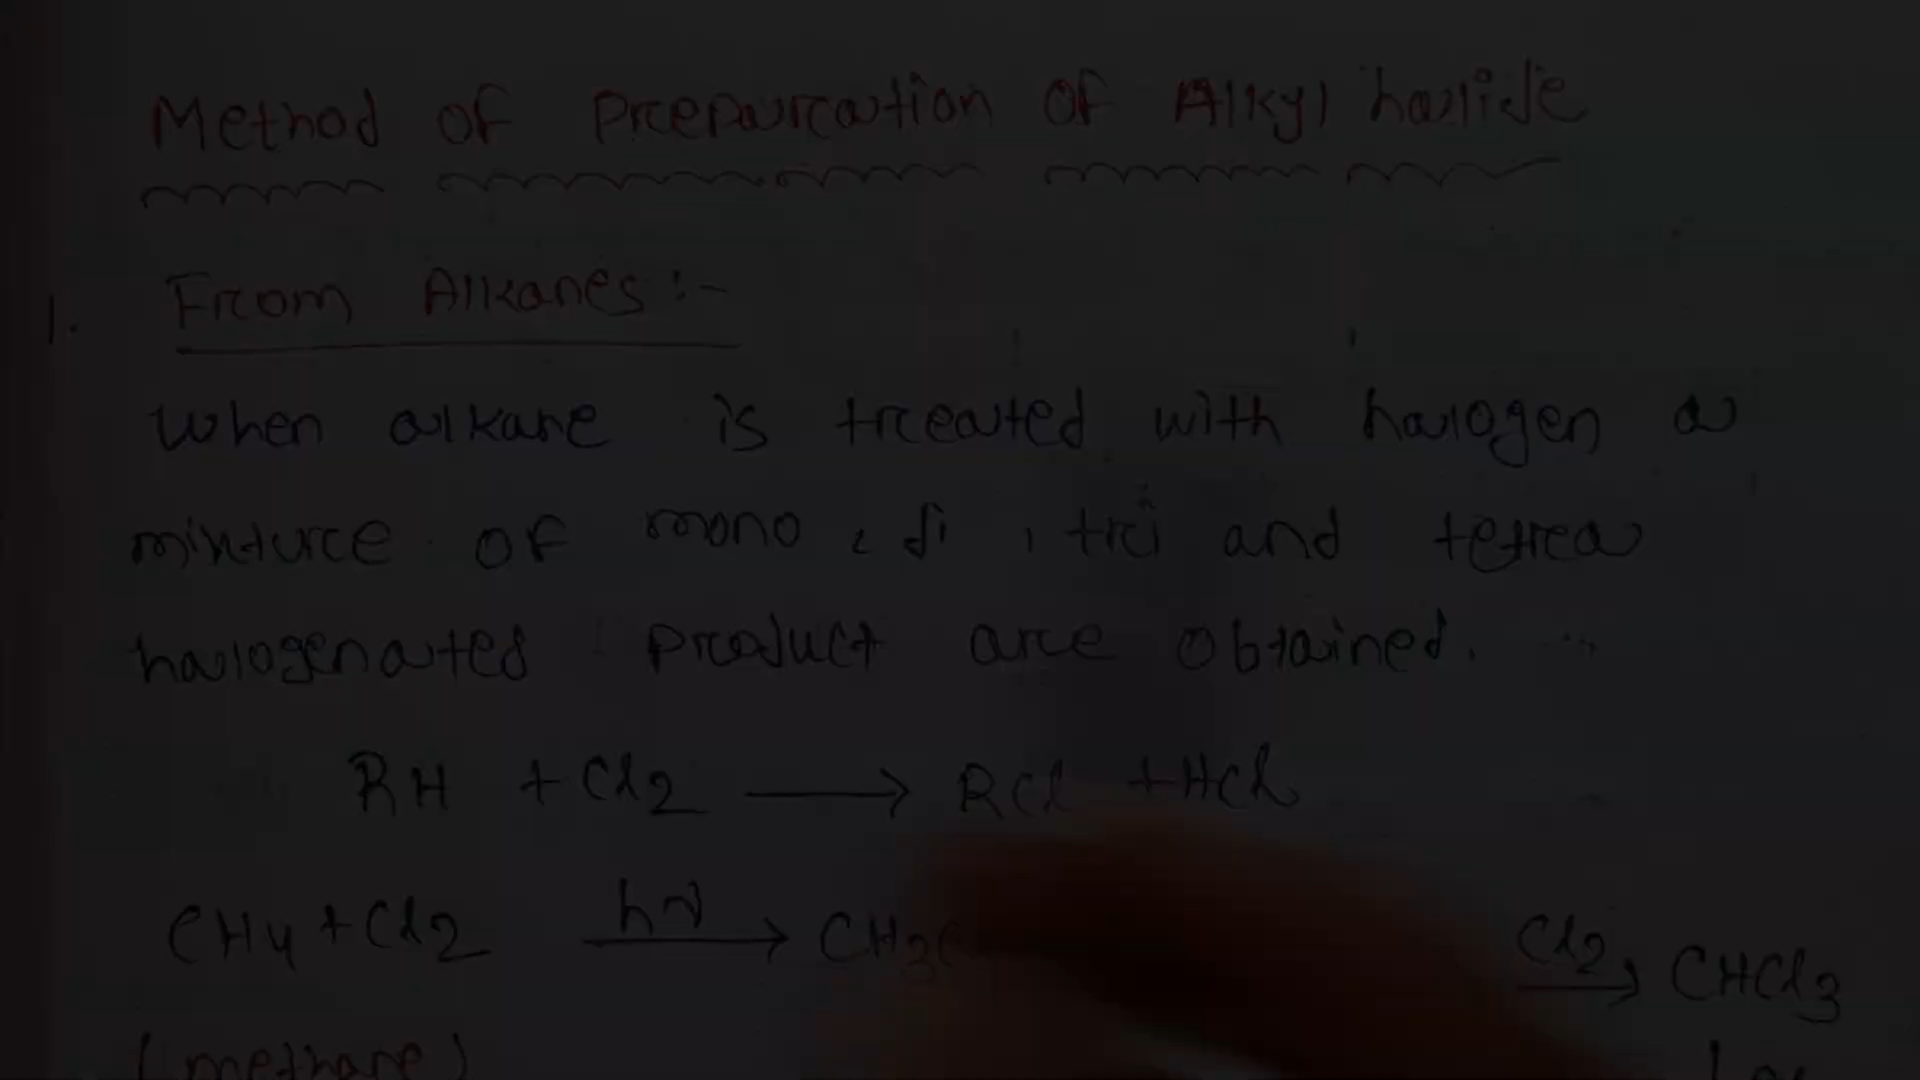 Method of Preparation of Alkyl halide
1. From Alkanes :-
When alkane is treated with halogen a
mixture of mono, di, tri and tetra
halogenated product are obtained.
RH + Cl2 ⟶ RCl + HCl
CH4 + Cl2 hν⟶ CH3 Cl2⟶ CHCl3
(methane)